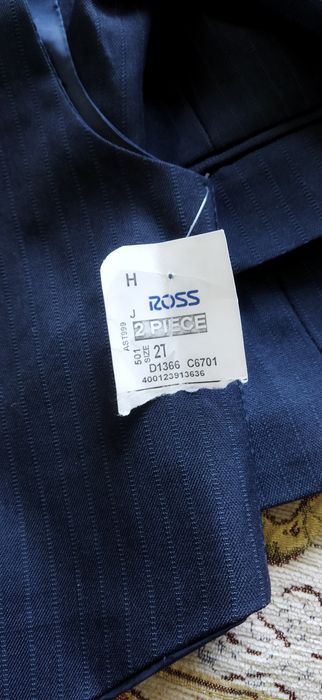 H
ROSS
J
2 PIECE
AST999
501
SIZE
2T
D1366 C6701
400123913636